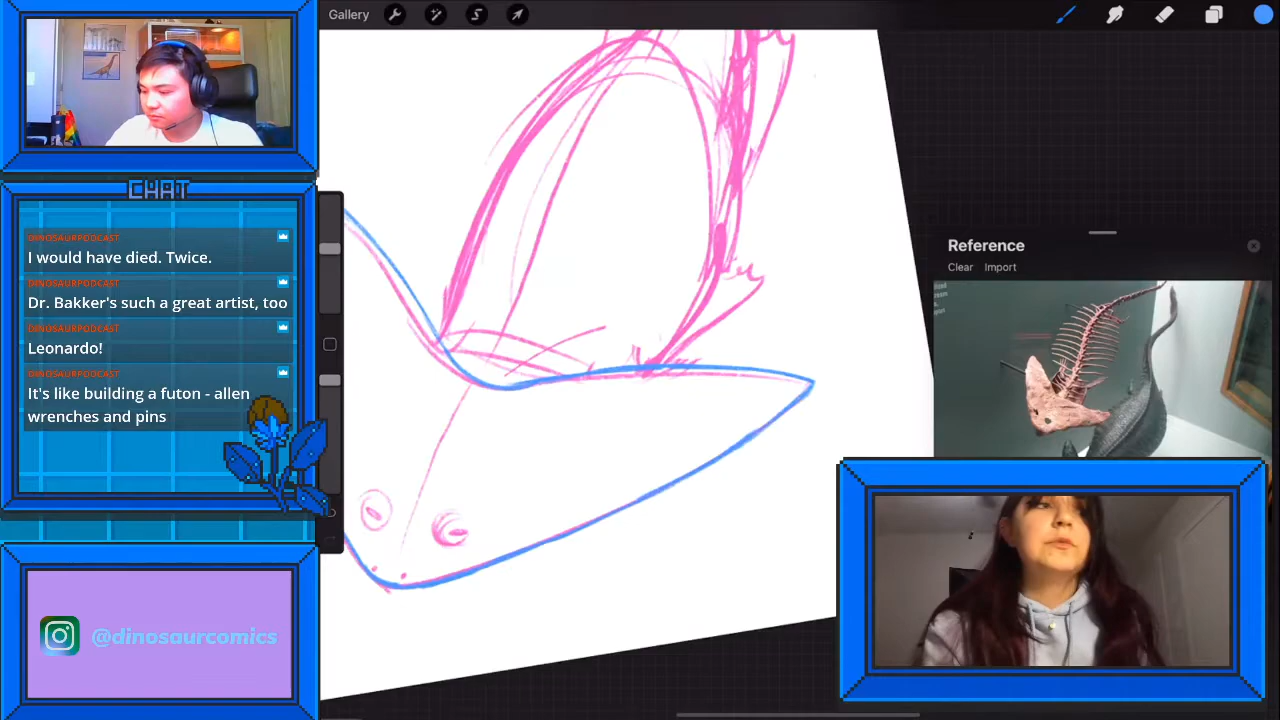 Gallery
CHAT
DINOSAURPODCAST
I would have died. Twice.
DINOSAURPODCAST
Dr. Bakker's such a great artist, too
DINOSAURPODCAST
Leonardo!
DINOSAURPODCAST
It's like building a futon - allen
wrenches and pins
@dinosaurcomics
Reference
Clear Import